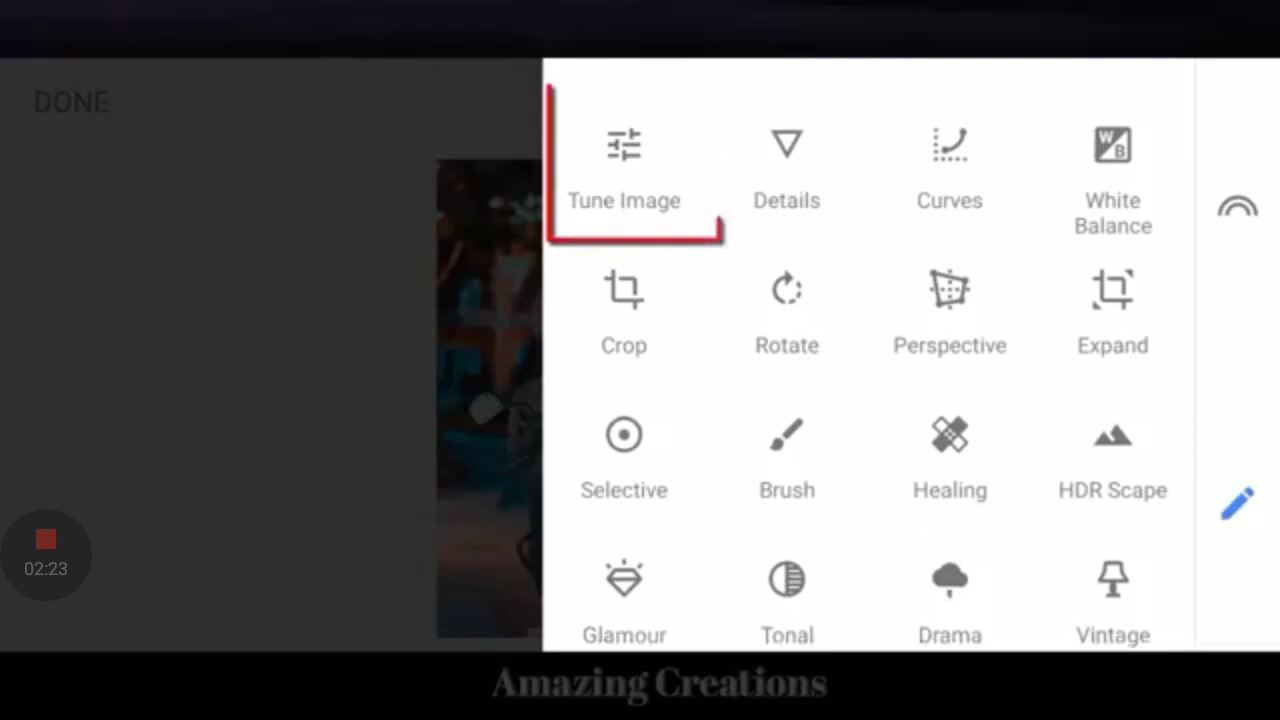 DONE
Tune Image
Details
Curves
White
Balance
Crop
Rotate
Perspective
Expand
Selective
Brush
Healing
HDR Scape
02:23
Glamour
Tonal
Drama
Vintage
Amazing Creations